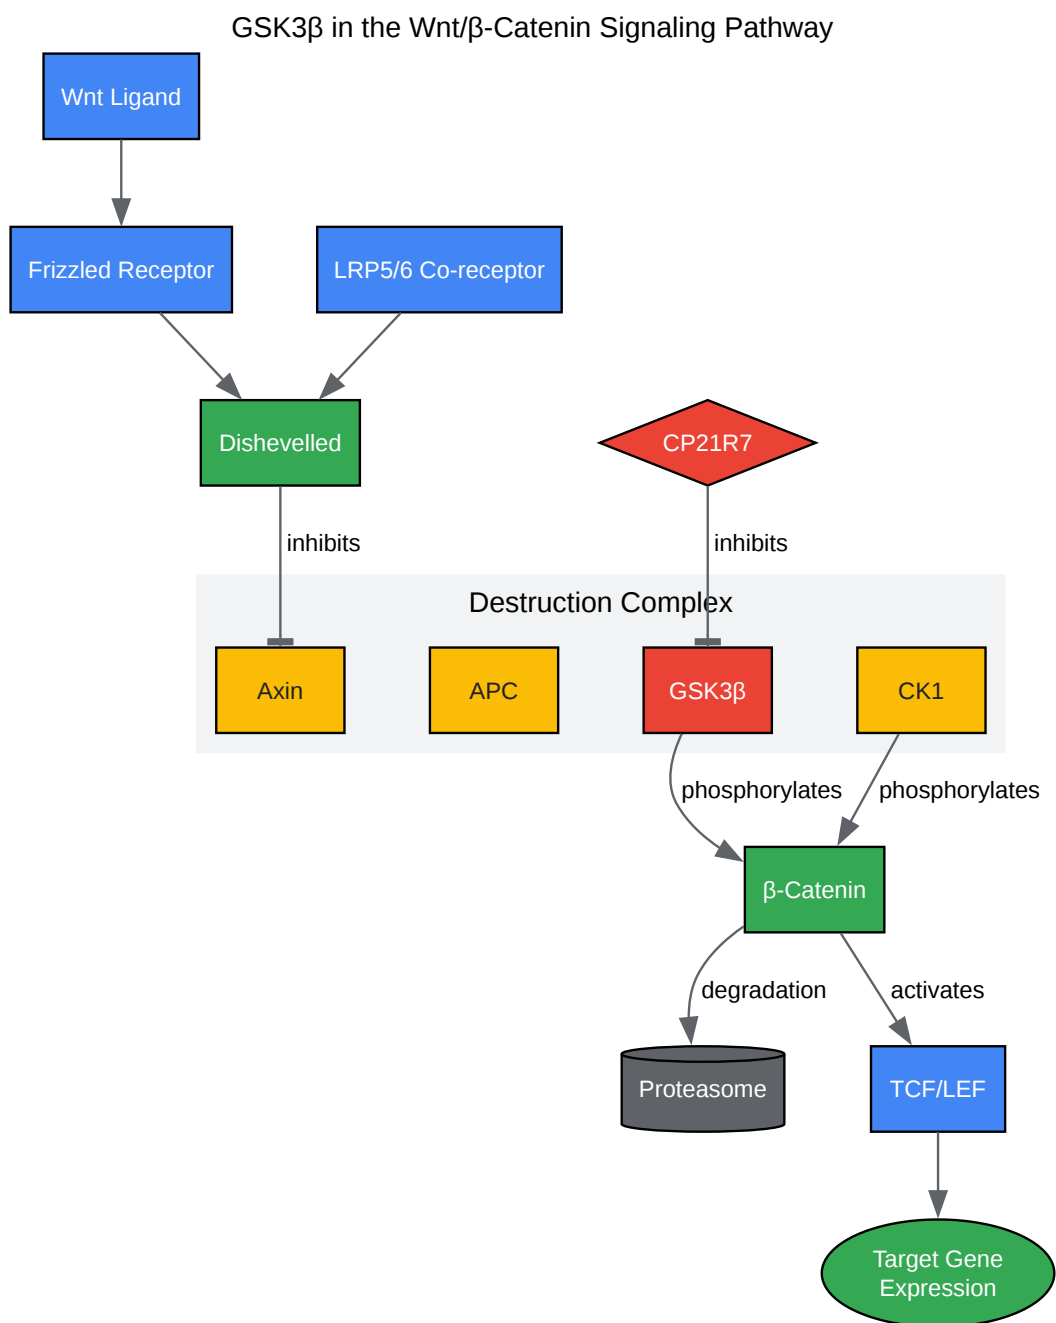 GSK3β in the Wnt/β-Catenin Signaling Pathway
Wnt Ligand
Frizzled Receptor
LRP5/6 Co-receptor
Dishevelled
CP21R7
inhibits
inhibits
Destruction Complex
Axin
APC
GSK3β
CK1
phosphorylates
phosphorylates
β-Catenin
degradation
activates
Proteasome
TCF/LEF
Target Gene
Expression